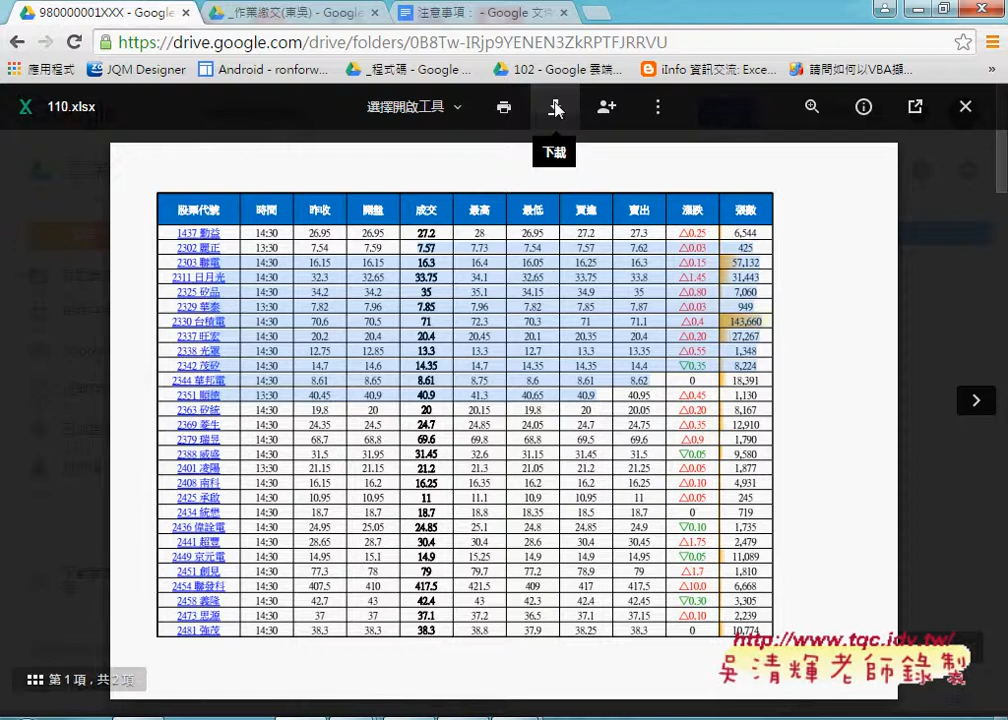 980000001XXX - Google
_作業繳交(東吳) - Google
注意事項： - Google 文件
https://drive.google.com/drive/folders/0B8Tw-IRjp9YENEN3ZkRPTFJRRVU
應用程式 JQM Designer Android - ronforw... _程式碼 - Google ... 102 - Google 雲端... iInfo 資訊交流: Exce... 請問如何以VBA擷...
110.xlsx 選擇開啟工具
下載
股票代號 時間 昨收 開盤 成交 最高 最低 買進 賣出 漲跌 張數
1437 勤益 14:30 26.95 26.95 27.2 28 26.95 27.2 27.3 △0.25 6,544
2302 麗正 13:30 7.54 7.59 7.57 7.73 7.54 7.57 7.62 △0.03 425
2303 聯電 14:30 16.15 16.15 16.3 16.4 16.05 16.25 16.3 △0.15 57,132
2311 日月光 14:30 32.3 32.65 33.75 34.1 32.65 33.75 33.8 △1.45 31,443
2325 矽品 14:30 34.2 34.2 35 35.1 34.15 34.9 35 △0.80 7,060
2329 華泰 13:30 7.82 7.96 7.85 7.96 7.82 7.85 7.87 △0.03 949
2330 台積電 14:30 70.6 70.5 71 72.3 70.3 71 71.1 △0.4 143,660
2337 旺宏 14:30 20.2 20.4 20.4 20.45 20.1 20.35 20.4 △0.20 27,267
2338 光罩 14:30 12.75 12.85 13.3 13.3 12.7 13.3 13.35 △0.55 1,348
2342 茂矽 14:30 14.7 14.6 14.35 14.7 14.35 14.35 14.4 ▽0.35 8,224
2344 華邦電 14:30 8.61 8.65 8.61 8.75 8.6 8.61 8.62 0 18,391
2351 順德 13:30 40.45 40.9 40.9 41.3 40.65 40.9 40.95 △0.45 1,130
2363 矽統 14:30 19.8 20 20 20.15 19.8 20 20.05 △0.20 8,167
2369 菱生 14:30 24.35 24.5 24.7 24.85 24.05 24.7 24.75 △0.35 12,910
2379 瑞昱 14:30 68.7 68.8 69.6 69.8 68.8 69.5 69.6 △0.9 1,790
2388 威盛 14:30 31.5 31.95 31.45 32.6 31.15 31.45 31.5 ▽0.05 9,580
2401 凌陽 13:30 21.15 21.15 21.2 21.3 21.05 21.2 21.25 △0.05 1,877
2408 南科 14:30 16.15 16.2 16.25 16.35 16.2 16.2 16.25 △0.10 4,931
2425 承啟 14:30 10.95 10.95 11 11.1 10.9 10.95 11 △0.05 245
2434 統懋 14:30 18.7 18.7 18.7 18.8 18.35 18.5 18.7 0 719
2436 偉詮電 14:30 24.95 25.05 24.85 25.1 24.8 24.85 24.9 ▽0.10 1,735
2441 超豐 14:30 28.65 28.7 30.4 30.4 28.6 30.4 30.45 △1.75 2,479
2449 京元電 14:30 14.95 15.1 14.9 15.25 14.9 14.9 14.95 ▽0.05 11,089
2451 創見 14:30 77.3 78 79 79.7 77.2 78.9 79 △1.7 1,810
2454 聯發科 14:30 407.5 410 417.5 421.5 409 417 417.5 △10.0 6,668
2458 義隆 14:30 42.7 43 42.4 43 42.3 42.4 42.45 ▽0.30 3,305
2473 思源 14:30 37 37 37.1 37.2 36.5 37.1 37.15 △0.10 2,239
2481 強茂 14:30 38.3 38.3 38.3 38.8 37.9 38.25 38.3 0 10,774
http://www.tqc.idv.tw/
吳清輝老師錄製
第1項，共2項